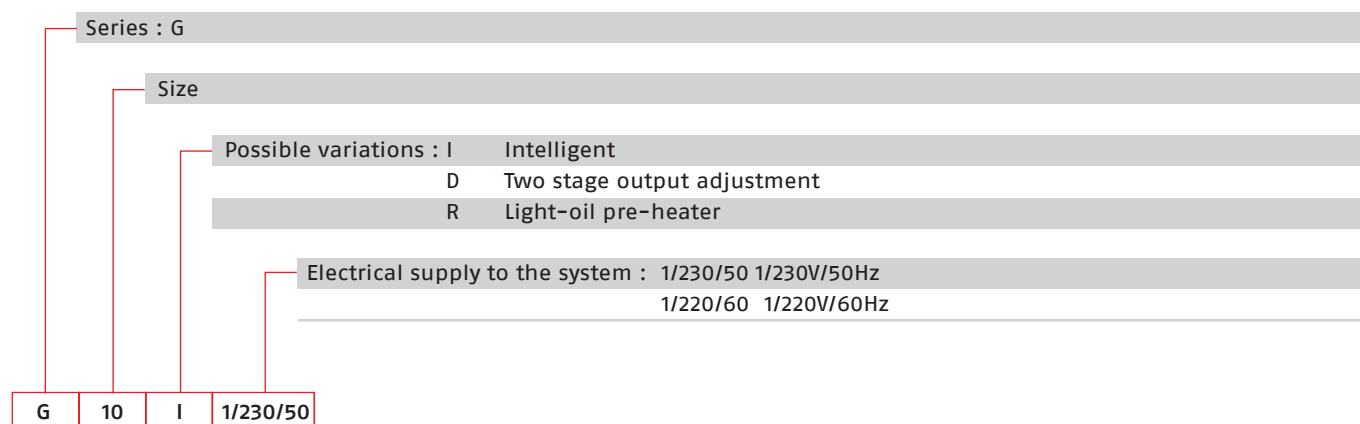 Series : G
Size
Possible variations : I Intelligent
D Two stage output adjustment
R Light-oil pre-heater
Electrical supply to the system : 1/230/50 1/230V/50Hz
1/220/60 1/220V/60Hz
G 10 I 1/230/50